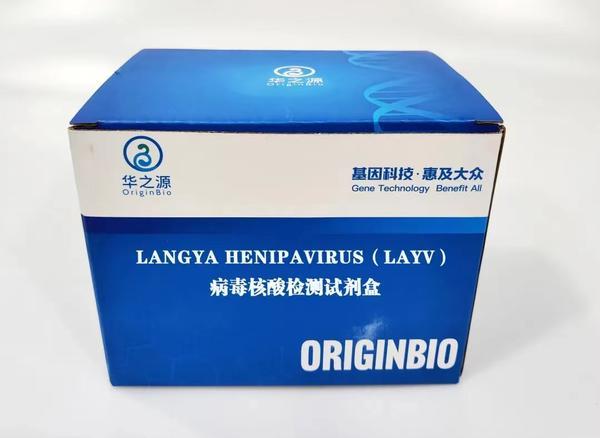 华之源
OriginBio
华之源
OriginBio
基因科技·惠及大众
Gene Technology Benefit All
LANGYA HENIPAVIRUS（LAYV）
病毒核酸检测试剂盒
ORIGINBIO